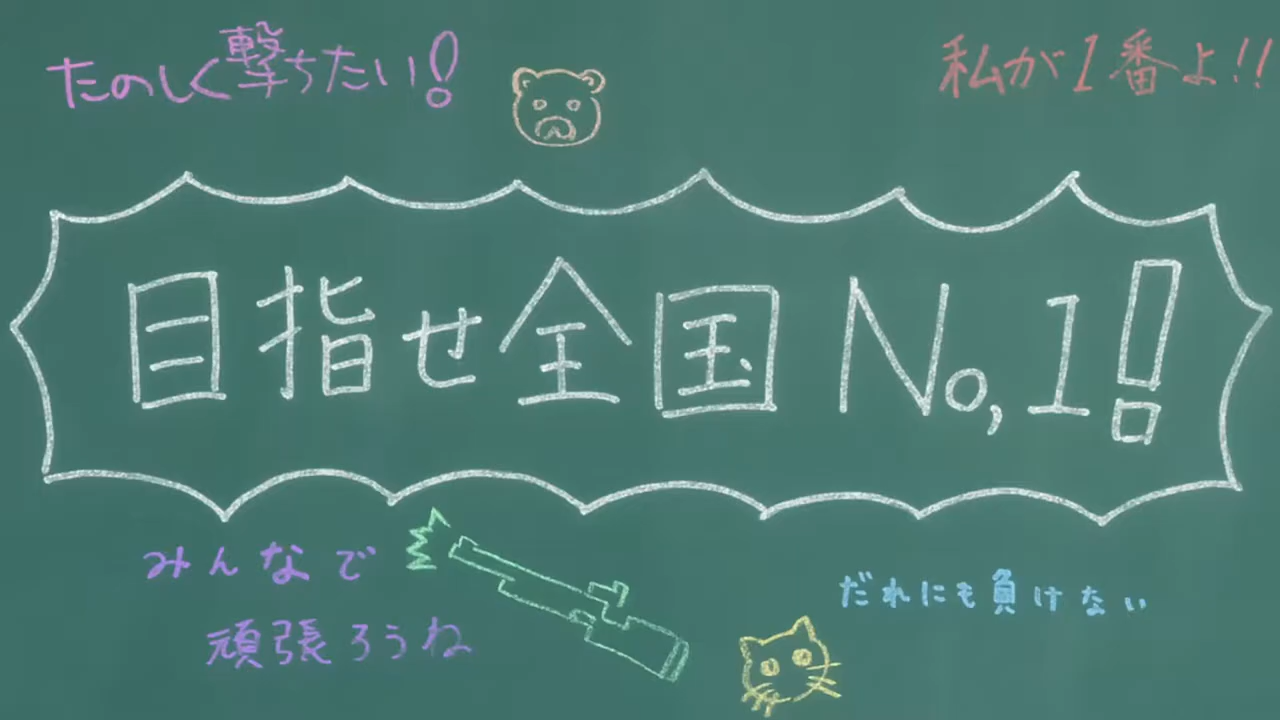 たのしく撃ちたい!
私が1番よ!!
目指せ全国No,1!
みんなで
頑張ろうね
だれにも負けない